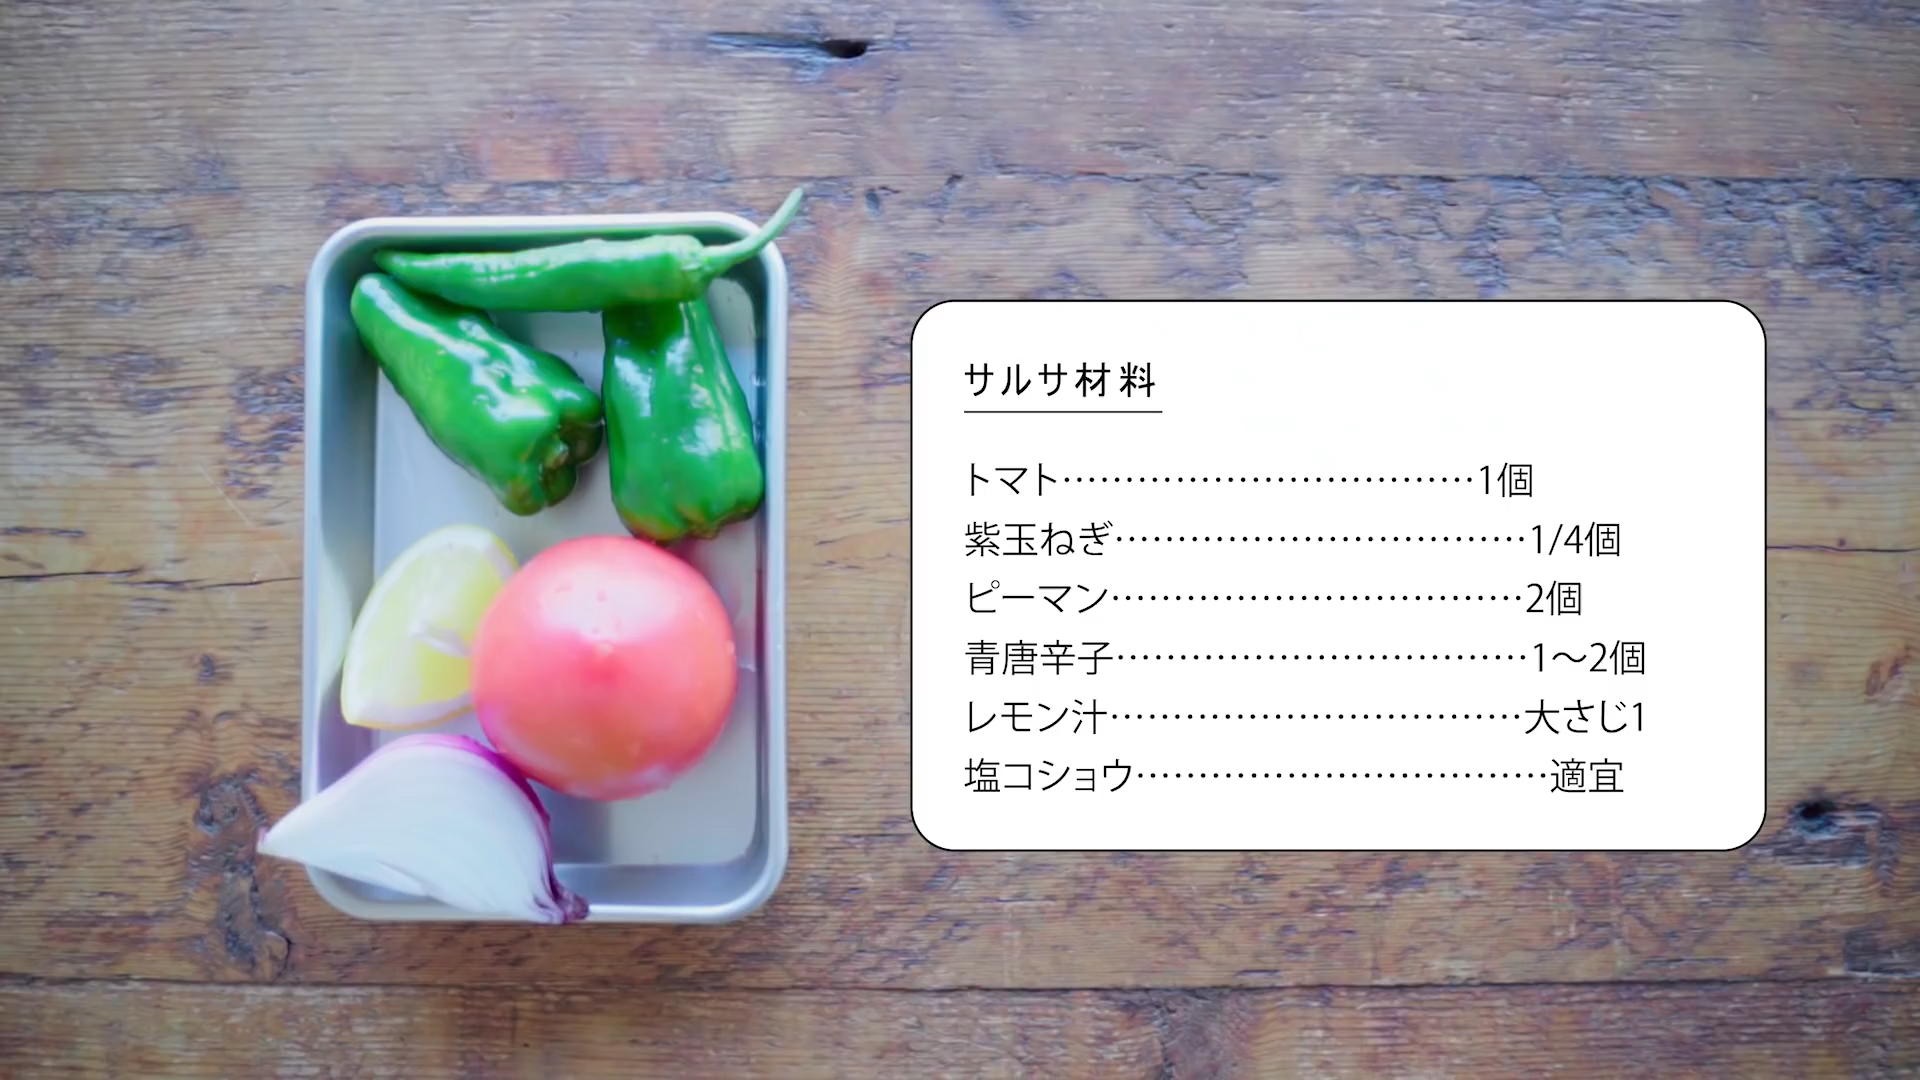 サルサ材料
トマト………………………………1個
紫玉ねぎ………………………………1/4個
ピーマン………………………………2個
青唐辛子………………………………1〜2個
レモン汁………………………………大さじ1
塩コショウ………………………………適宜